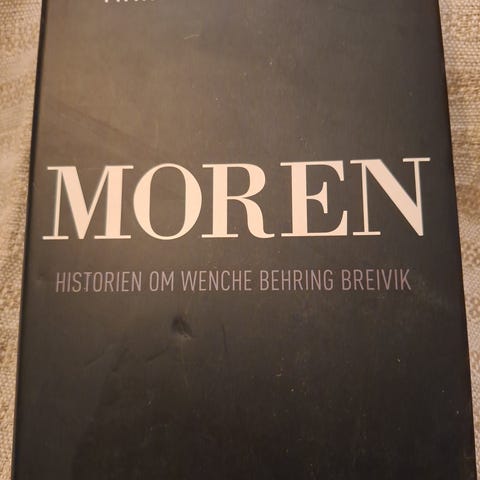 MOREN
HISTORIEN OM WENCHE BEHRING BREIVIK